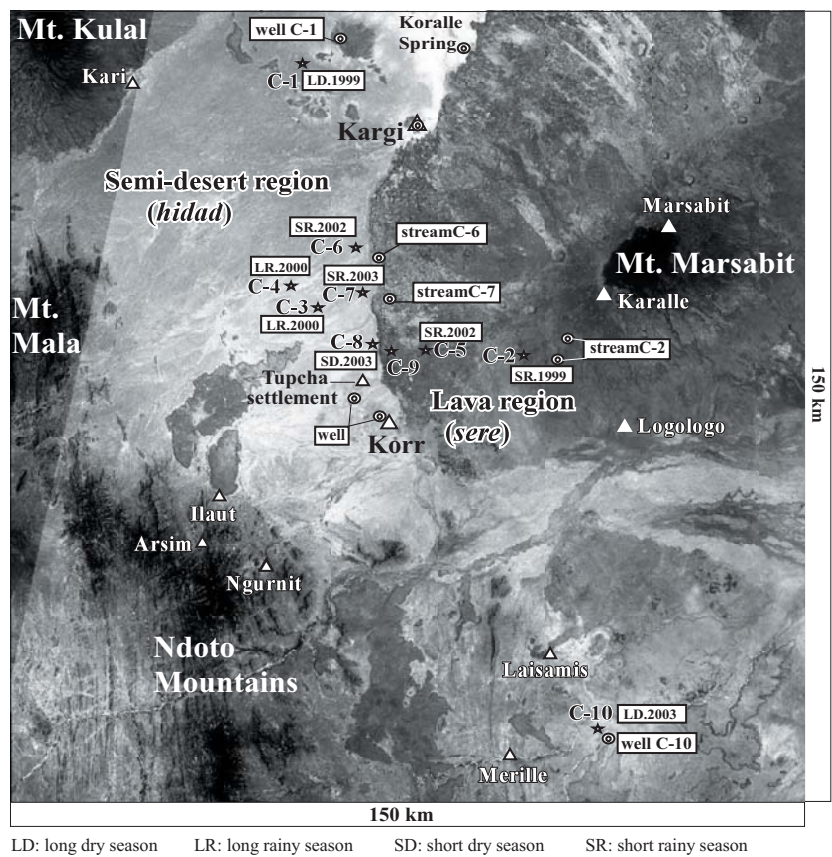 Mt. Kulal
well C-1
Koralle
Spring
Kari
C-1
LD.1999
Kargi
Semi-desert region
(hidad)
SR.2002
streamC-6
C-6
Marsabit
LR.2000
SR.2003
Mt. Marsabit
C-4
C-7
streamC-7
Karalle
C-3
LR.2000
Mt.
Mala
SR.2002
C-8
C-5
C-2
streamC-2
SD.2003
C-9
SR.1999
Tupcha
settlement
Lava region
(sere)
well
Korr
Logologo
150 km
Ilaut
Arsim
Ngurnit
Ndoto
Mountains
Laisamis
C-10
LD.2003
well C-10
Merille
150 km
LD: long dry season LR: long rainy season SD: short dry season SR: short rainy season